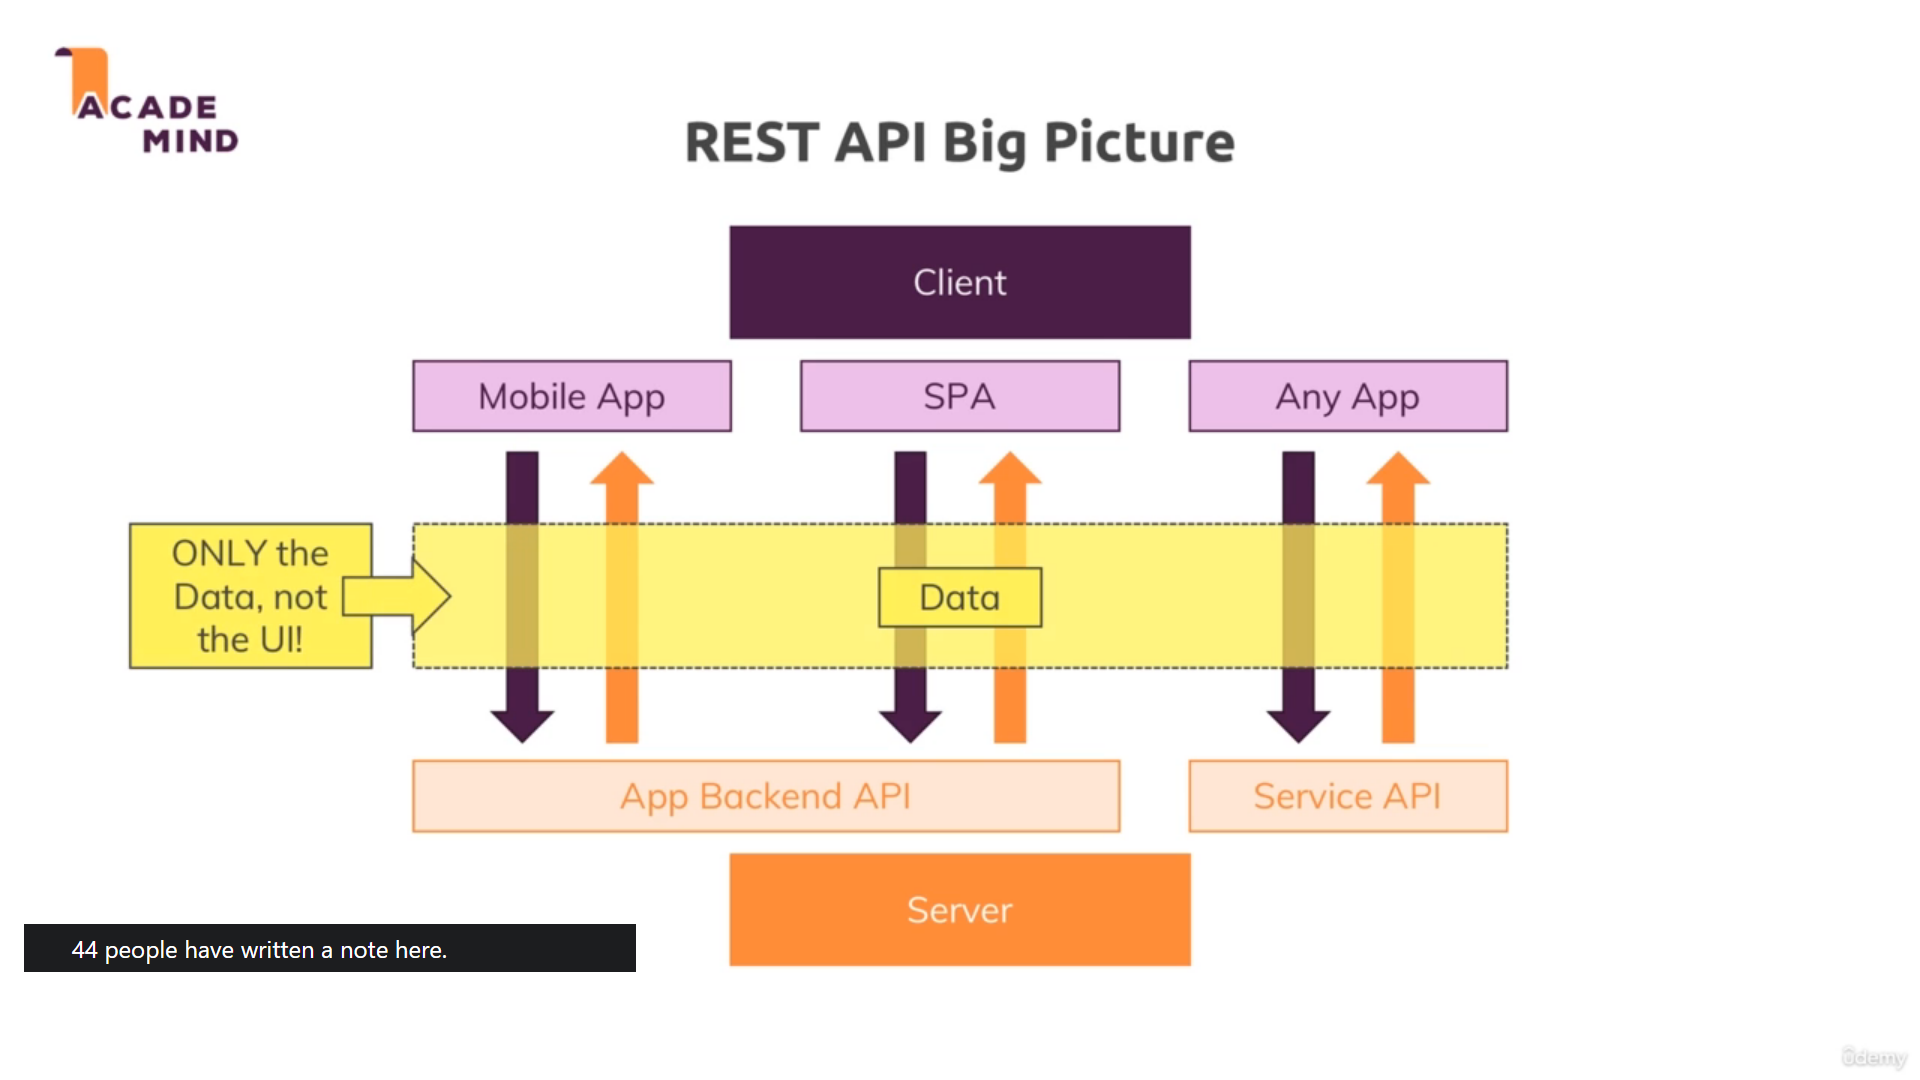 ACADE
MIND
REST API Big Picture
Client
Mobile App
SPA
Any App
ONLY the
Data, not
the UI!
Data
App Backend API
Service API
Server
44 people have written a note here.
ûdemy